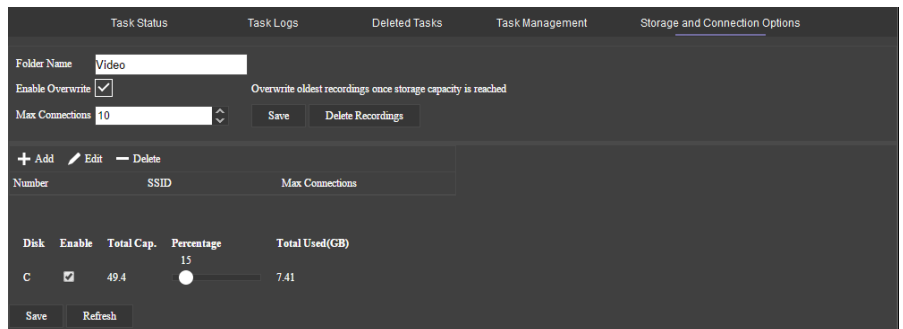 Task Status Task Logs Deleted Tasks Task Management Storage and Connection Options
Folder Name Video
Enable Overwrite Overwrite oldest recordings once storage capacity is reached
Max Connections 10 Save Delete Recordings
Add Edit Delete
Number SSID Max Connections
Disk Enable Total Cap. Percentage Total Used(GB)
15
C 49.4 7.41
Save Refresh